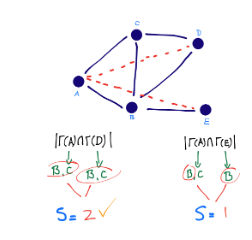 C
D
A
B
E
|Γ(A)∩Γ(D)| |Γ(A)∩Γ(E)|
B,C B,C B,C B
S=2✓ S=1